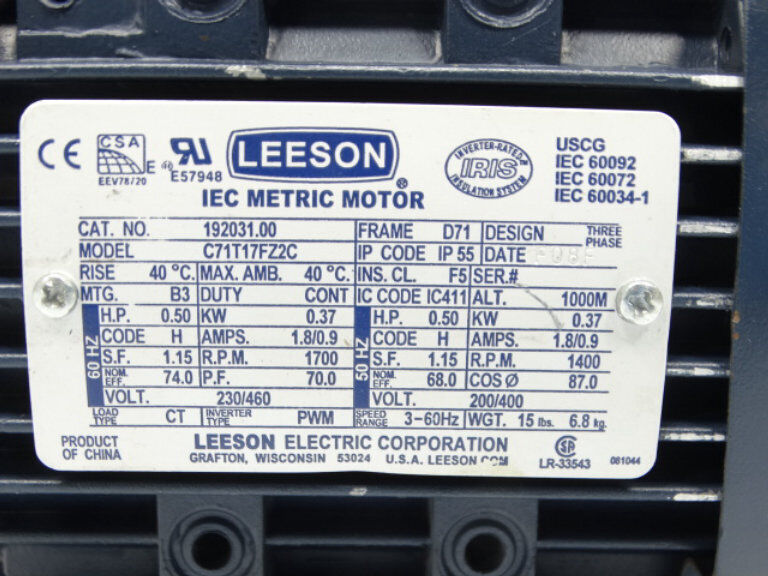 CE CSA E EEV78/20 RU ® E57948 LEESON ® INVERTER-RATED IRIS INSULATION SYSTEM USCG
IEC 60092
IEC 60072
IEC METRIC MOTOR IEC 60034-1
CAT. NO. 192031.00 FRAME D71 DESIGN THREE PHASE
MODEL C71T17FZ2C IP CODE IP 55 DATE
RISE 40 °C. MAX. AMB. 40 °C. INS. CL. F5 SER.#
MTG. B3 DUTY CONT IC CODE IC411 ALT. 1000M
60 HZ H.P. 0.50 KW 0.37 50 HZ H.P. 0.50 KW 0.37
CODE H AMPS. 1.8/0.9 CODE H AMPS. 1.8/0.9
S.F. 1.15 R.P.M. 1700 S.F. 1.15 R.P.M. 1400
NOM. EFF. 74.0 P.F. 70.0 NOM. EFF. 68.0 COS Ø 87.0
VOLT. 230/460 VOLT. 200/400
LOAD TYPE CT INVERTER TYPE PWM SPEED RANGE 3-60Hz WGT. 15 lbs. 6.8 kg.
PRODUCT OF CHINA LEESON ELECTRIC CORPORATION SA
GRAFTON, WISCONSIN 53024 U.S.A. LEESON.COM LR-33543 081044